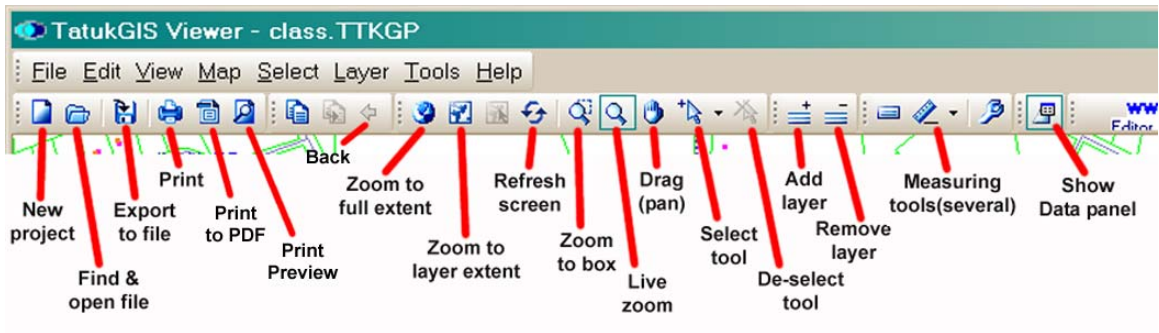 TatukGIS Viewer - class.TTKGP
File Edit View Map Select Layer Tools Help
ww
Editor
Back
Print
New
project
Export
to file
Print
to PDF
Print
Preview
Find &
open file
Zoom to
full extent
Zoom to
layer extent
Refresh
screen
Zoom
to box
Live
zoom
Drag
(pan)
Select
tool
De-select
tool
Add
layer
Remove
layer
Measuring
tools(several)
Show
Data panel